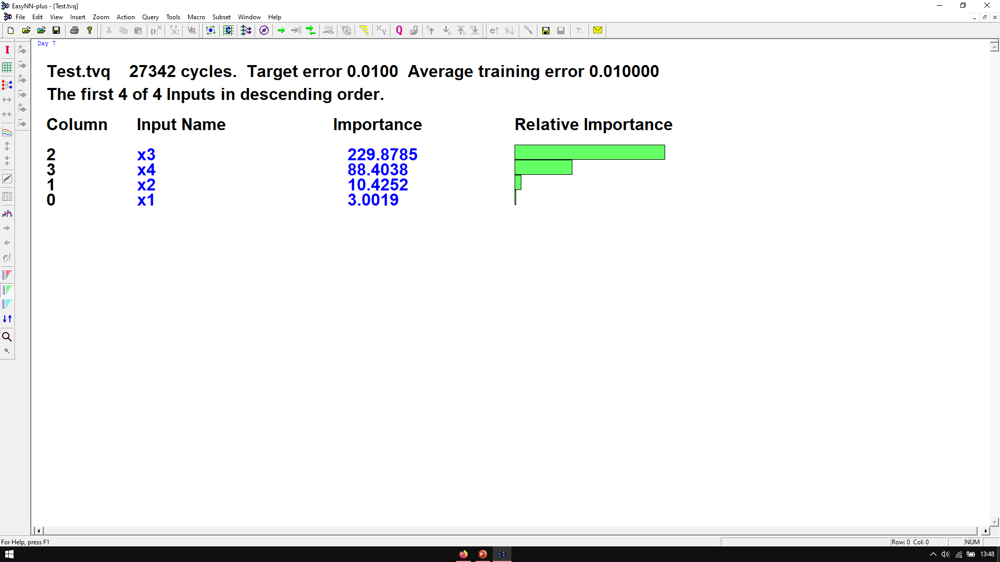 EasyNN-plus - [Test.tvq]
File Edit View Insert Zoom Action Query Tools Macro Subset Window Help
Day 7
Test.tvq 27342 cycles. Target error 0.0100 Average training error 0.010000
The first 4 of 4 Inputs in descending order.
Column Input Name Importance Relative Importance
2 x3 229.8785
3 x4 88.4038
1 x2 10.4252
0 x1 3.0019
For Help, press F1
Row: 0 Col: 0 NUM
13:48